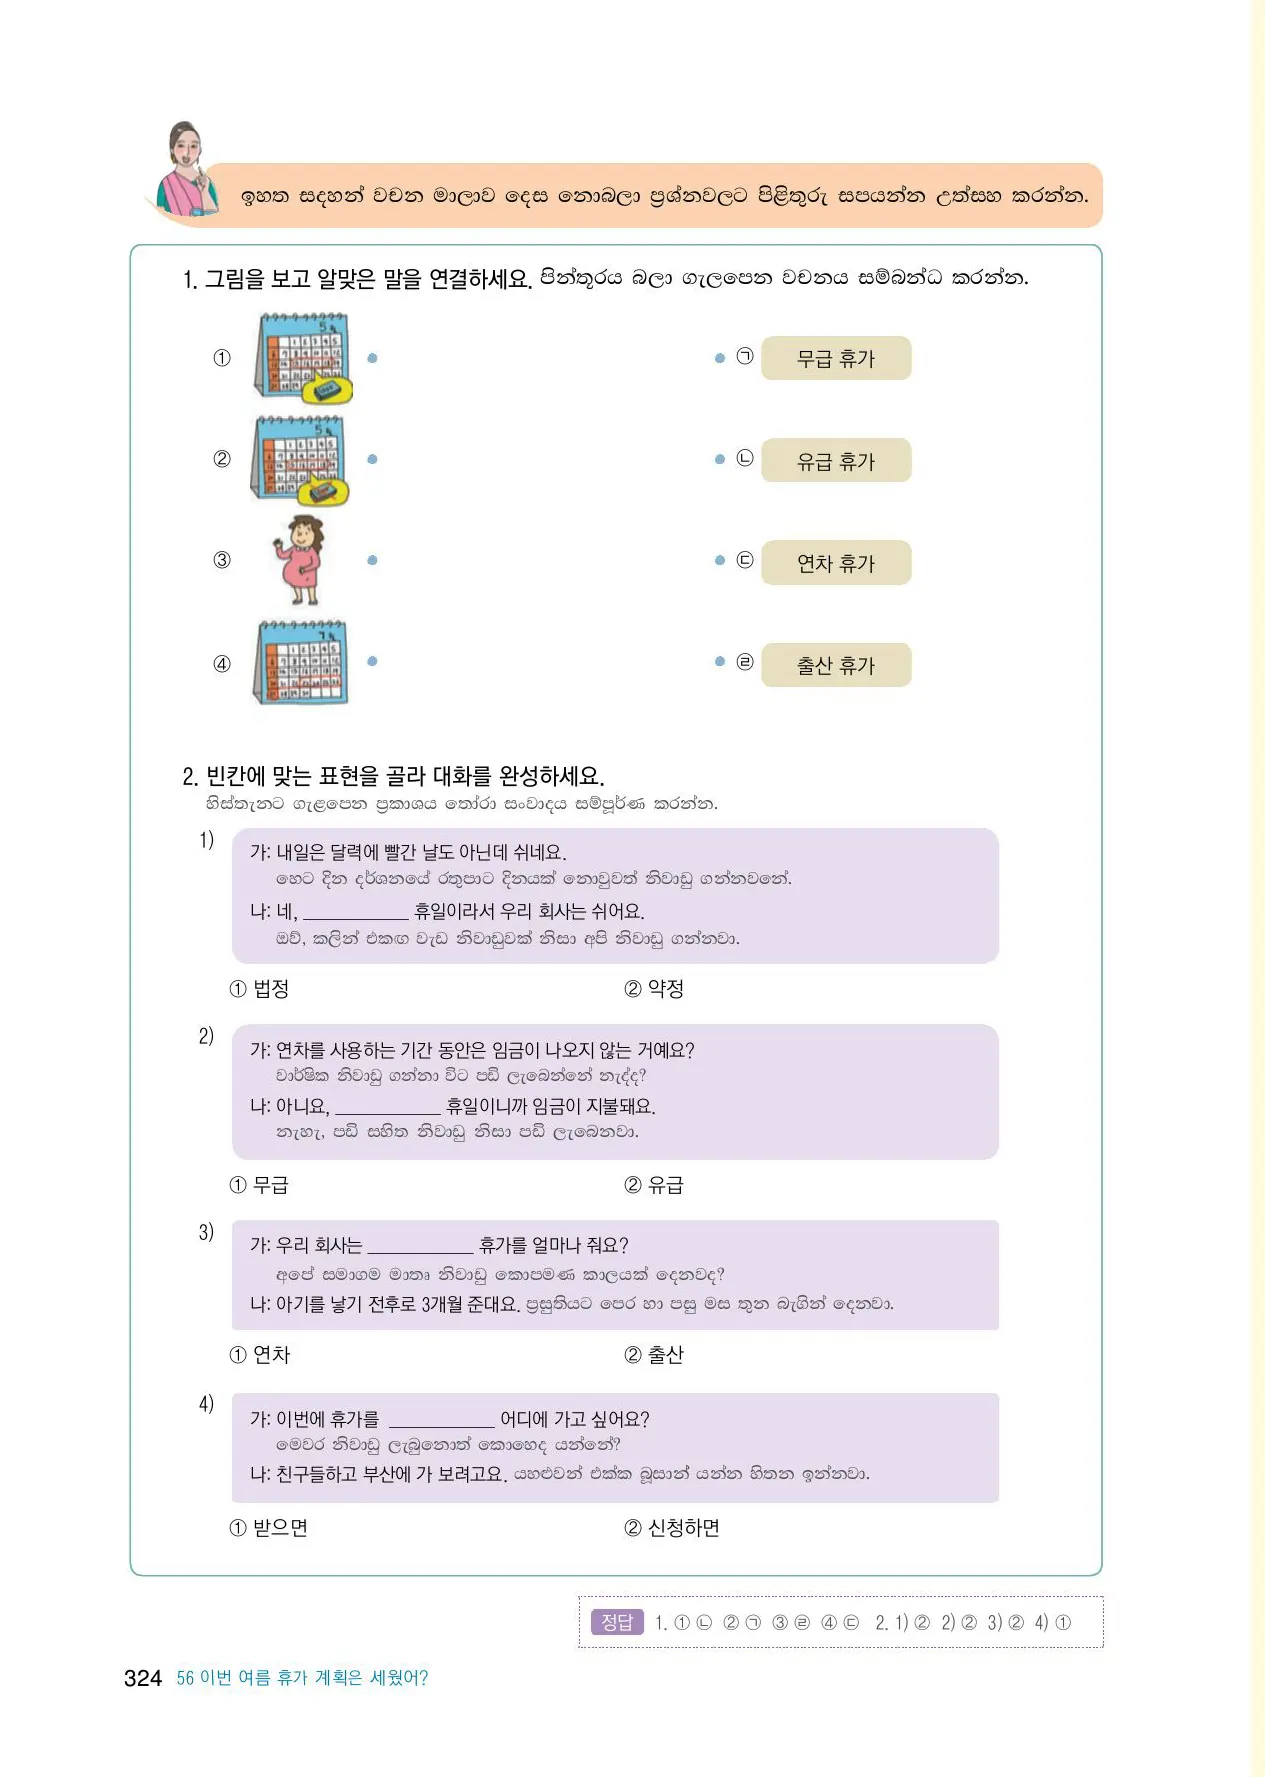 ඉහත සදහන් වචන මාලාව දෙස නොබලා ප්‍රශ්නවලට පිළිතුරු සපයන්න උත්සහ කරන්න.
1. 그림을 보고 알맞은 말을 연결하세요. පින්තූරය බලා ගැලපෙන වචනය සම්බන්ධ කරන්න.
① ㉠ 무급 휴가
② ㉡ 유급 휴가
③ ㉢ 연차 휴가
④ ㉣ 출산 휴가
2. 빈칸에 맞는 표현을 골라 대화를 완성하세요.
හිස්තැනට ගැළපෙන ප්‍රකාශය තෝරා සංවාදය සම්පූර්ණ කරන්න.
1)
가: 내일은 달력에 빨간 날도 아닌데 쉬네요.
හෙට දින දර්ශනයේ රතුපාට දිනයක් නොවුවත් නිවාඩු ගන්නවනේ.
나: 네, __________ 휴일이라서 우리 회사는 쉬어요.
ඔව්, කලින් එකඟ වැඩ නිවාඩුවක් නිසා අපි නිවාඩු ගන්නවා.
① 법정 ② 약정
2)
가: 연차를 사용하는 기간 동안은 임금이 나오지 않는 거예요?
වාර්ෂික නිවාඩු ගන්නා විට පඩි ලැබෙන්නේ නැද්ද?
나: 아니요, __________ 휴일이니까 임금이 지불돼요.
නැහැ, පඩි සහිත නිවාඩු නිසා පඩි ලැබෙනවා.
① 무급 ② 유급
3)
가: 우리 회사는 __________ 휴가를 얼마나 줘요?
අපේ සමාගම මාතෘ නිවාඩු කොපමණ කාලයක් දෙනවද?
나: 아기를 낳기 전후로 3개월 준대요. ප්‍රසුතියට පෙර හා පසු මස තුන බැගින් දෙනවා.
① 연차 ② 출산
4)
가: 이번에 휴가를 __________ 어디에 가고 싶어요?
මෙවර නිවාඩු ලැබුනොත් කොහෙද යන්නේ?
나: 친구들하고 부산에 가 보려고요. යහළුවන් එක්ක බූසාන් යන්න හිතන ඉන්නවා.
① 받으면 ② 신청하면
정답 1. ① ㉡ ② ㉠ ③ ㉣ ④ ㉢ 2. 1) ② 2) ② 3) ② 4) ①
324 56 이번 여름 휴가 계획은 세웠어?